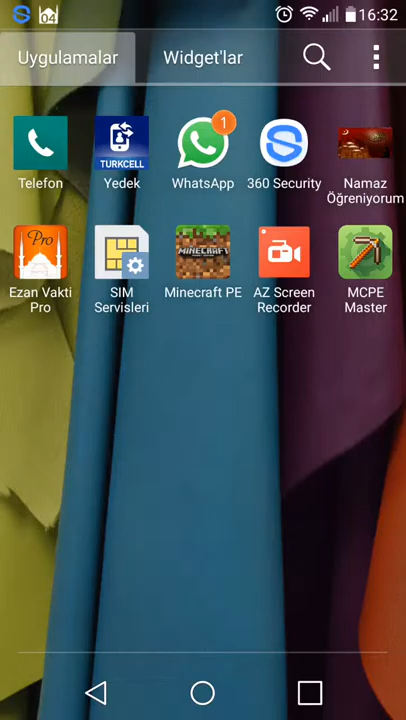 04
16:32
Uygulamalar
Widget'lar
TURKCELL
1
Telefon
Yedek
WhatsApp
360 Security
Namaz
Öğreniyorum
Pro
MINECRAFT
Ezan Vakti
Pro
SIM
Servisleri
Minecraft PE
AZ Screen
Recorder
MCPE
Master